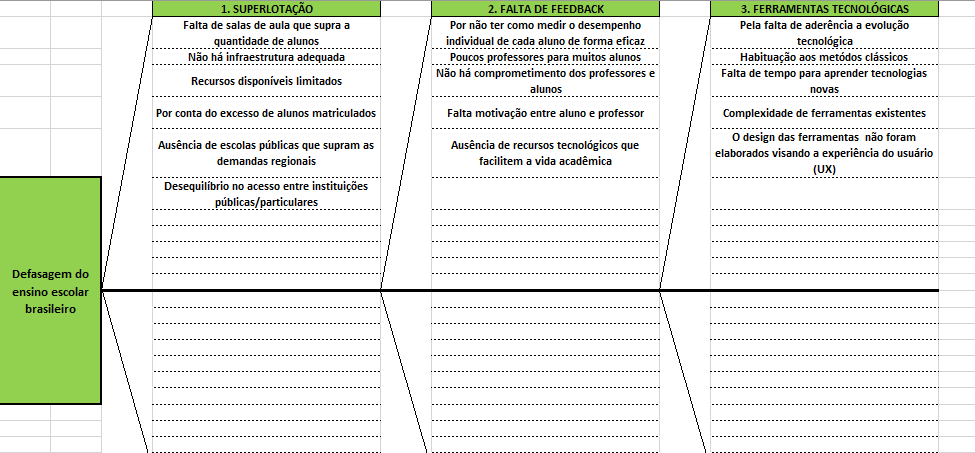 1. SUPERLOTAÇÃO
Falta de salas de aula que supra a
quantidade de alunos
Não há infraestrutura adequada
Recursos disponíveis limitados
Por conta do excesso de alunos matriculados
Ausência de escolas públicas que supram as
demandas regionais
Desequilíbrio no acesso entre instituições
públicas/particulares
2. FALTA DE FEEDBACK
Por não ter como medir o desempenho
individual de cada aluno de forma eficaz
Poucos professores para muitos alunos
Não há comprometimento dos professores e
alunos
Falta motivação entre aluno e professor
Ausência de recursos tecnológicos que
facilitem a vida acadêmica
3. FERRAMENTAS TECNOLÓGICAS
Pela falta de aderência a evolução
tecnológica
Habituação aos metódos clássicos
Falta de tempo para aprender tecnologias
novas
Complexidade de ferramentas existentes
O design das ferramentas  não foram
elaborados visando a experiência do usuário
(UX)
Defasagem do
ensino escolar
brasileiro